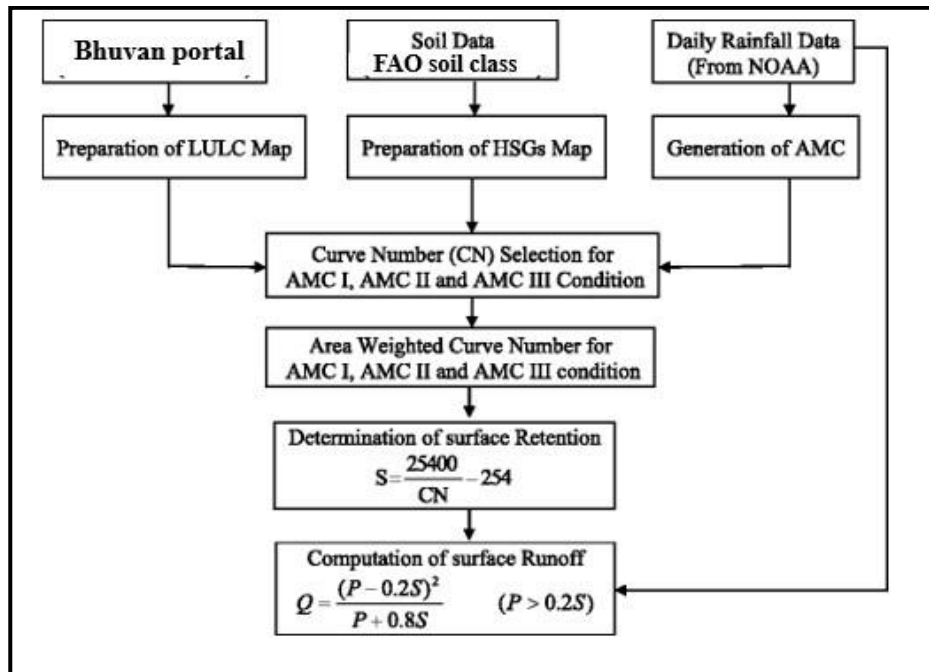 Bhuvan portal
Soil Data
FAO soil class
Daily Rainfall Data
(From NOAA)
Preparation of LULC Map
Preparation of HSGs Map
Generation of AMC
Curve Number (CN) Selection for
AMC I, AMC II and AMC III Condition
Area Weighted Curve Number for
AMC I, AMC II and AMC III condition
Determination of surface Retention
S=25400/CN-254
Computation of surface Runoff
Q=(P-0.2S)²/P+0.8S (P>0.2S)